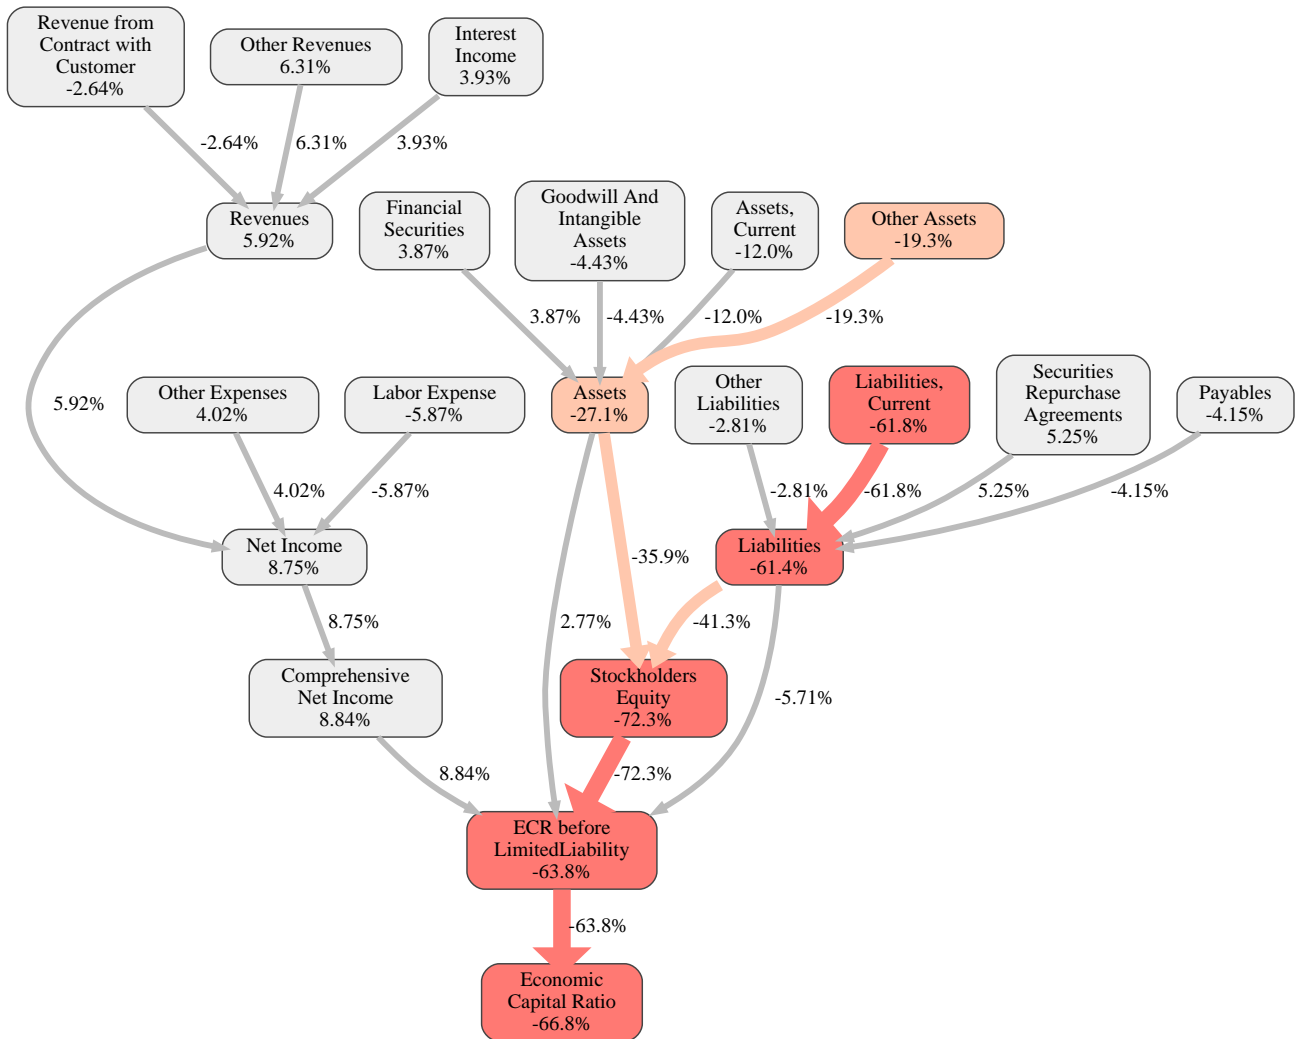 Revenue from
Contract with
Customer
-2.64%
Other Revenues
6.31%
Interest
Income
3.93%
-2.64%
6.31%
3.93%
Revenues
5.92%
Financial
Securities
3.87%
Goodwill And
Intangible
Assets
-4.43%
Assets,
Current
-12.0%
Other Assets
-19.3%
3.87%
-4.43%
-12.0%
-19.3%
5.92%
Other Expenses
4.02%
Labor Expense
-5.87%
Assets
-27.1%
Other
Liabilities
-2.81%
Liabilities,
Current
-61.8%
Securities
Repurchase
Agreements
5.25%
Payables
-4.15%
4.02%
-5.87%
-2.81%
-61.8%
5.25%
-4.15%
Net Income
8.75%
-35.9%
Liabilities
-61.4%
8.75%
2.77%
-41.3%
Comprehensive
Net Income
8.84%
Stockholders
Equity
-72.3%
-5.71%
8.84%
-72.3%
ECR before
LimitedLiability
-63.8%
-63.8%
Economic
Capital Ratio
-66.8%